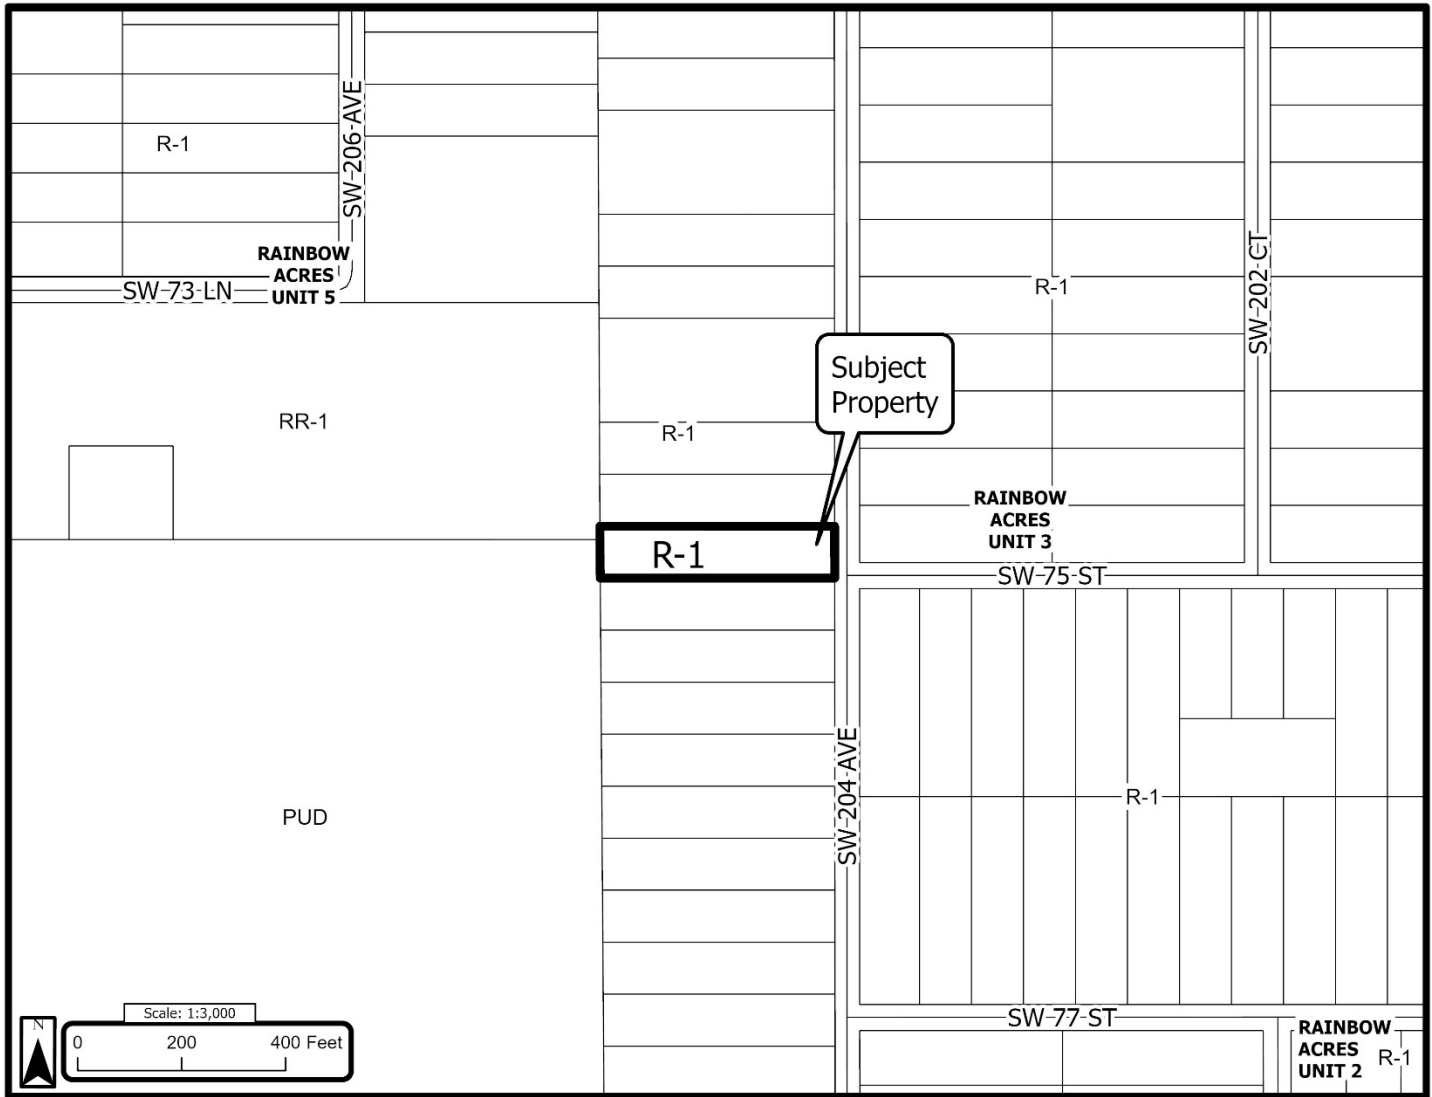 R-1
SW 206 AVE
RAINBOW
ACRES
UNIT 5
SW 73 LN
R-1
SW 202 CT
Subject
Property
RR-1
R-1
RAINBOW
ACRES
UNIT 3
R-1
SW 75 ST
SW 204 AVE
R-1
PUD
Scale: 1:3,000
N
0 200 400 Feet
SW 77 ST
RAINBOW
ACRES
UNIT 2
R-1